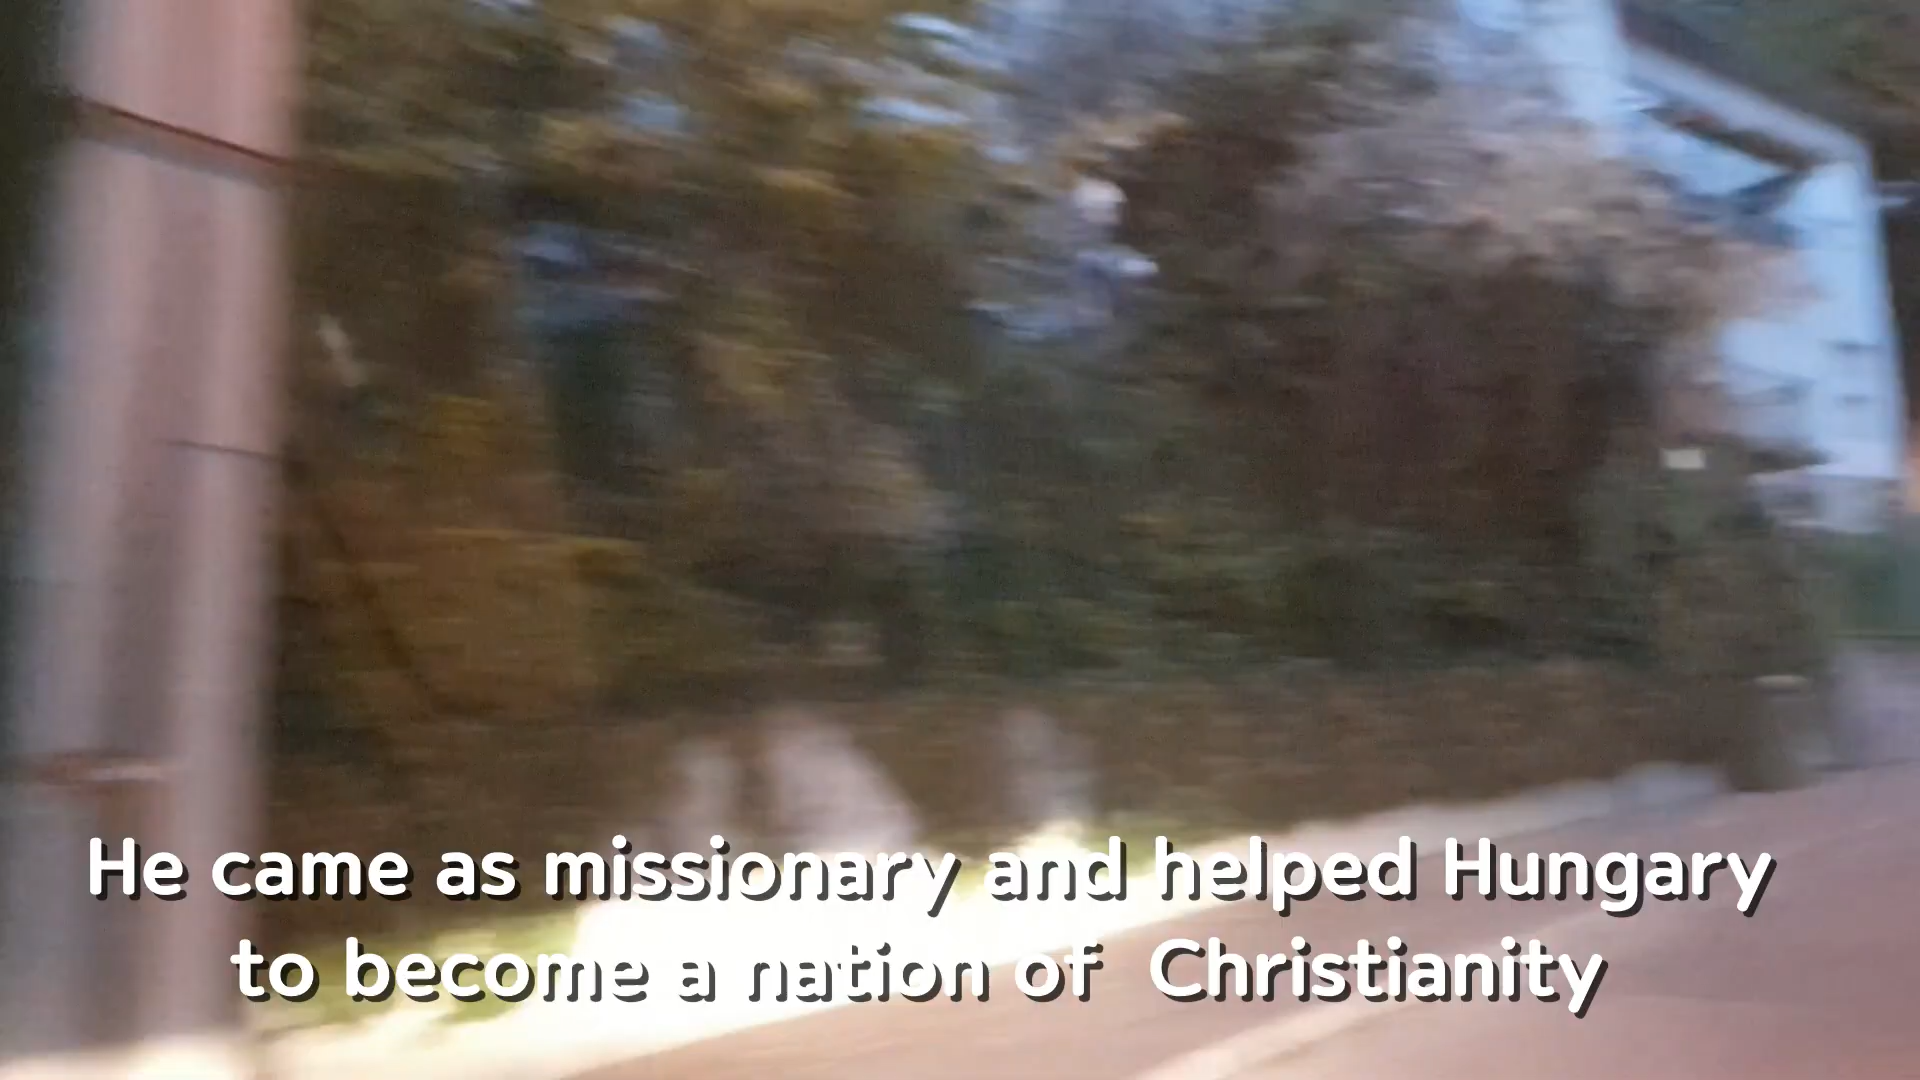 He came as missionary and helped Hungary
to become a nation of Christianity